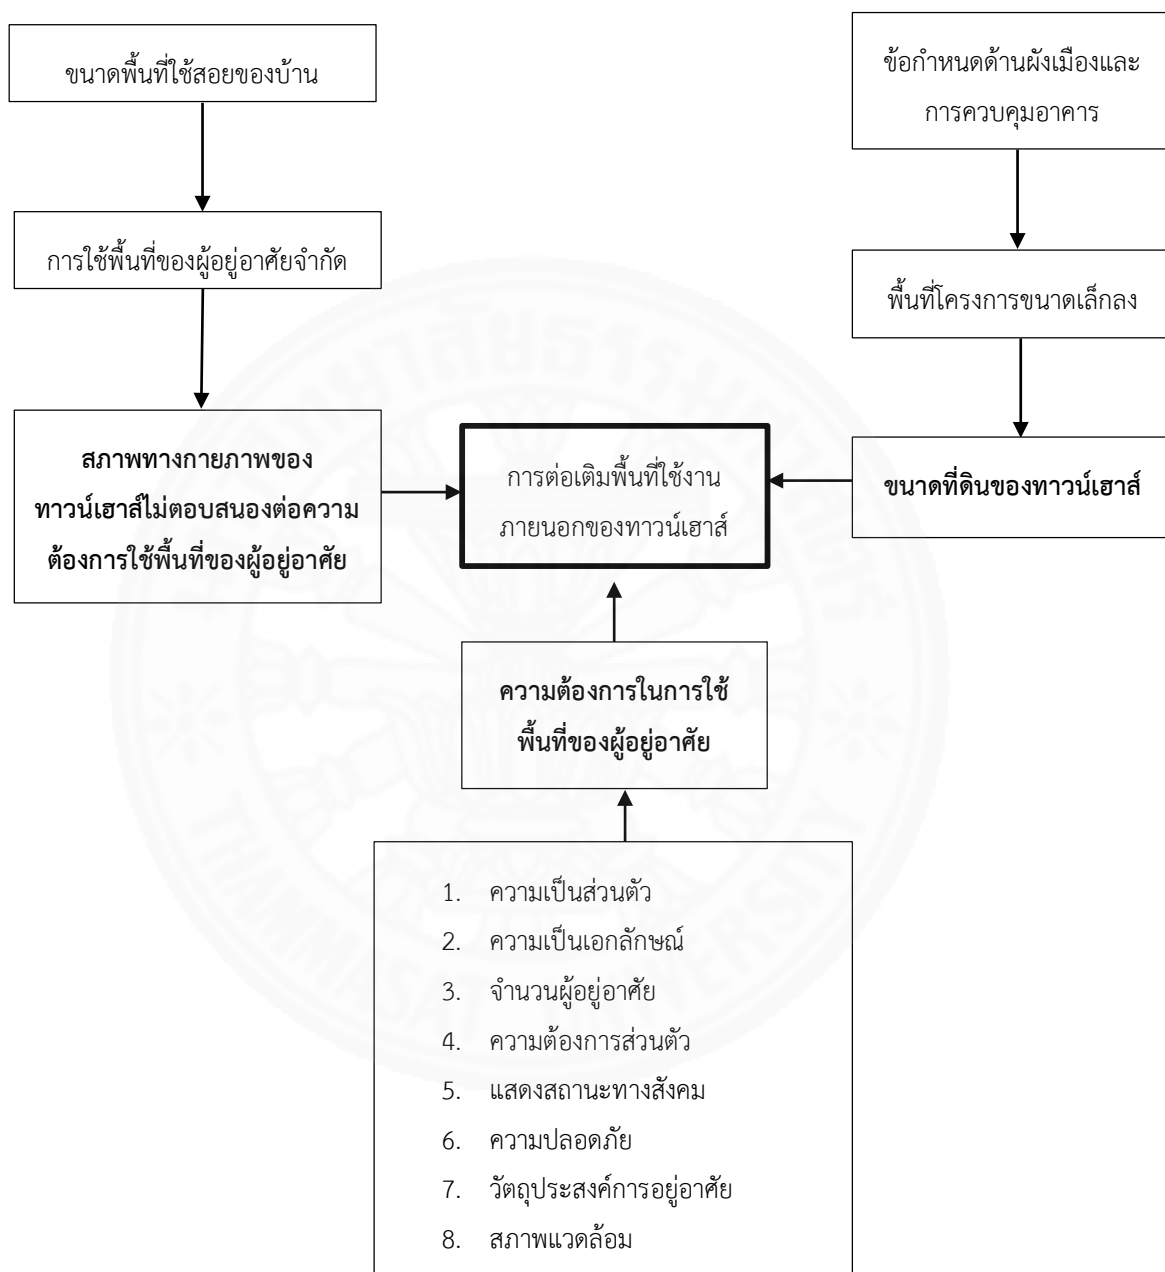 ขนาดพื้นที่ใช้สอยของบ้าน
ข้อกำหนดด้านผังเมืองและ
การควบคุมอาคาร
การใช้พื้นที่ของผู้อยู่อาศัยจำกัด
พื้นที่โครงการขนาดเล็กลง
สภาพทางกายภาพของ
ทาวน์เฮาส์ไม่ตอบสนองต่อความ
ต้องการใช้พื้นที่ของผู้อยู่อาศัย
การต่อเติมพื้นที่ใช้งาน
ภายนอกของทาวน์เฮาส์
ขนาดที่ดินของทาวน์เฮาส์
ความต้องการในการใช้
พื้นที่ของผู้อยู่อาศัย
1. ความเป็นส่วนตัว
2. ความเป็นเอกลักษณ์
3. จำนวนผู้อยู่อาศัย
4. ความต้องการส่วนตัว
5. แสดงสถานะทางสังคม
6. ความปลอดภัย
7. วัตถุประสงค์การอยู่อาศัย
8. สภาพแวดล้อม
THAMMASAT UNIVERSITY